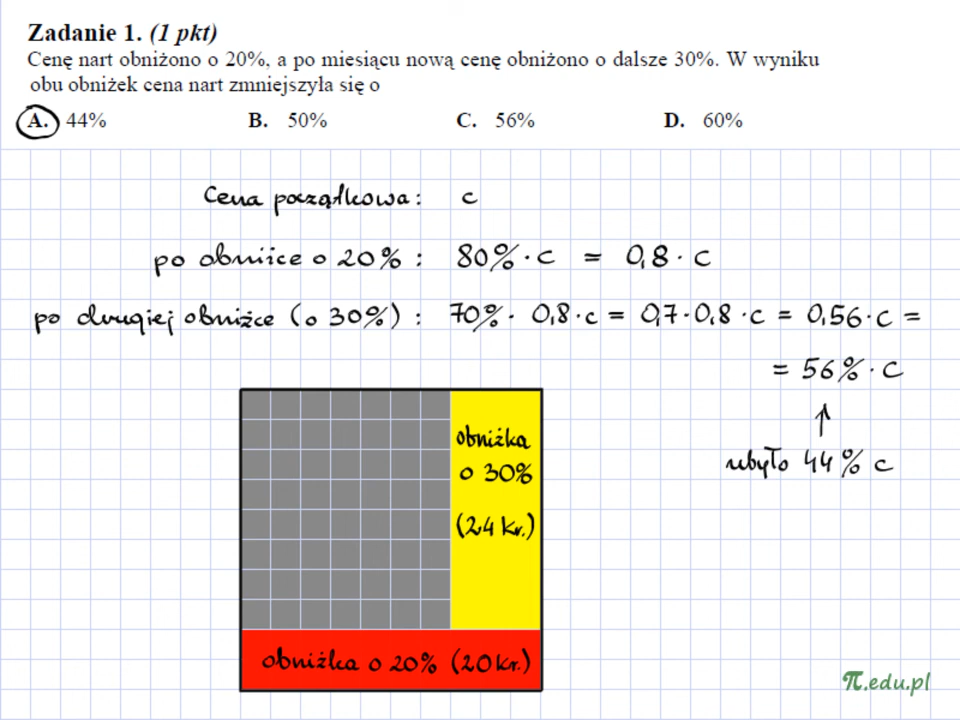 Zadanie 1. (1 pkt)
Cenę nart obniżono o 20%, a po miesiącu nową cenę obniżono o dalsze 30%. W wyniku
obu obniżek cena nart zmniejszyła się o
A. 44% B. 50% C. 56% D. 60%
Cena początkowa: c
po obniżce o 20% : 80% · c = 0,8 · c
po drugiej obniżce (o 30%) : 70% · 0,8 · c = 0,7 · 0,8 · c = 0,56 · c =
= 56% · c
↑
ubyło 44% c
obniżka
o 30%
(24 kr.)
obniżka o 20% (20 kr.)
π.edu.pl